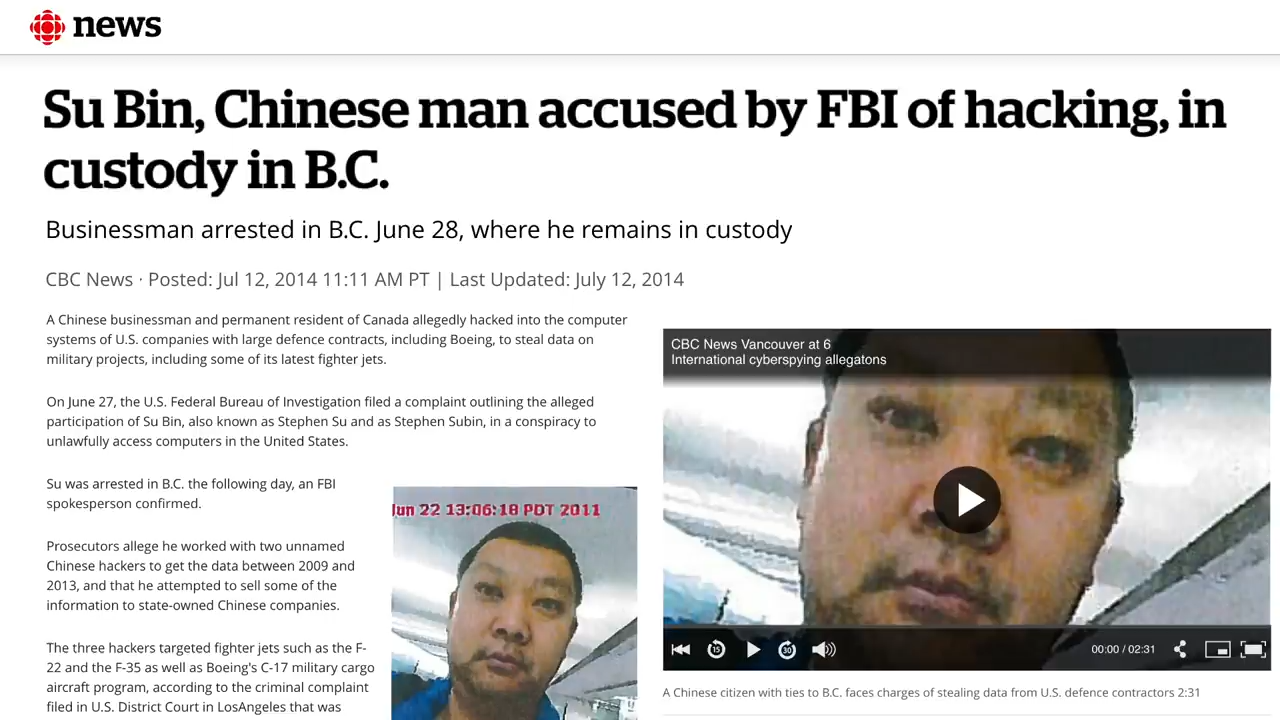 news
Su Bin, Chinese man accused by FBI of hacking, in
custody in B.C.
Businessman arrested in B.C. June 28, where he remains in custody
CBC News · Posted: Jul 12, 2014 11:11 AM PT | Last Updated: July 12, 2014
A Chinese businessman and permanent resident of Canada allegedly hacked into the computer
systems of U.S. companies with large defence contracts, including Boeing, to steal data on
military projects, including some of its latest fighter jets.
On June 27, the U.S. Federal Bureau of Investigation filed a complaint outlining the alleged
participation of Su Bin, also known as Stephen Su and as Stephen Subin, in a conspiracy to
unlawfully access computers in the United States.
Su was arrested in B.C. the following day, an FBI
spokesperson confirmed.
Prosecutors allege he worked with two unnamed
Chinese hackers to get the data between 2009 and
2013, and that he attempted to sell some of the
information to state-owned Chinese companies.
The three hackers targeted fighter jets such as the F-
22 and the F-35 as well as Boeing's C-17 military cargo
aircraft program, according to the criminal complaint
filed in U.S. District Court in LosAngeles that was
Jun 22 13:06:18 PDT 2011
CBC News Vancouver at 6
International cyberspying allegatons
15
30
00:00 / 02:31
A Chinese citizen with ties to B.C. faces charges of stealing data from U.S. defence contractors 2:31